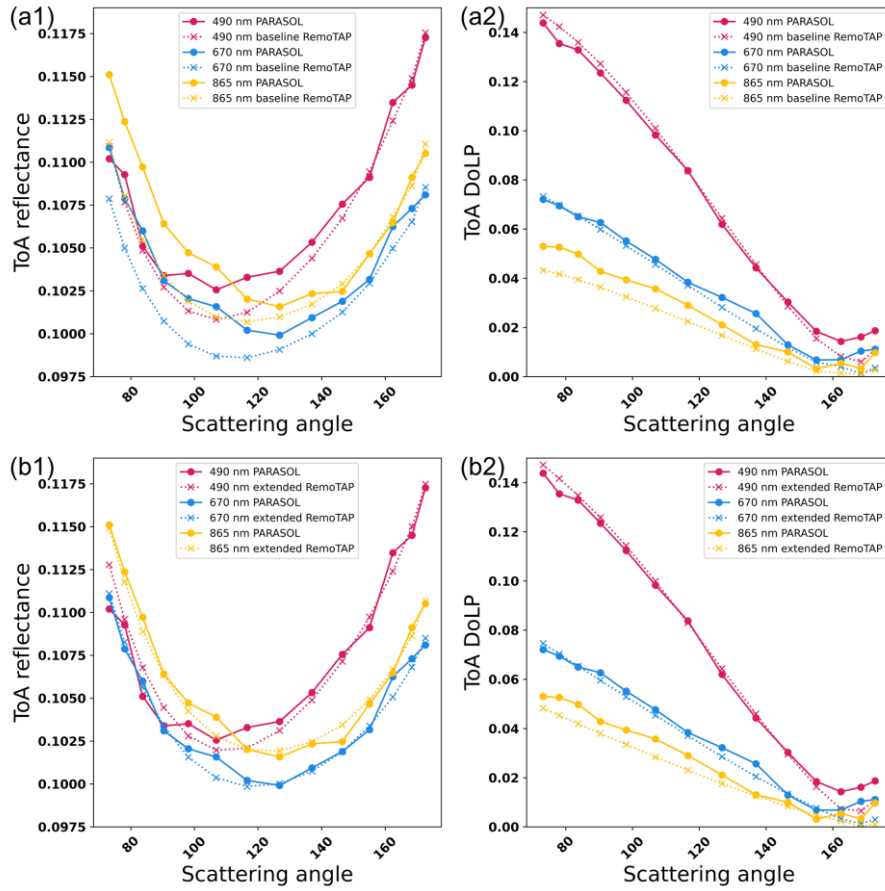 (a1)
0.1175
0.1150
0.1125
0.1100
0.1075
0.1050
0.1025
0.1000
0.0975
ToA reflectance
490 nm PARASOL
490 nm baseline RemoTAP
670 nm PARASOL
670 nm baseline RemoTAP
865 nm PARASOL
865 nm baseline RemoTAP
80
100
120
140
160
Scattering angle
(a2)
0.14
0.12
0.10
0.08
0.06
0.04
0.02
0.00
ToA DoLP
490 nm PARASOL
490 nm baseline RemoTAP
670 nm PARASOL
670 nm baseline RemoTAP
865 nm PARASOL
865 nm baseline RemoTAP
80
100
120
140
160
Scattering angle
(b1)
0.1175
0.1150
0.1125
0.1100
0.1075
0.1050
0.1025
0.1000
0.0975
ToA reflectance
490 nm PARASOL
490 nm extended RemoTAP
670 nm PARASOL
670 nm extended RemoTAP
865 nm PARASOL
865 nm extended RemoTAP
80
100
120
140
160
Scattering angle
(b2)
0.14
0.12
0.10
0.08
0.06
0.04
0.02
0.00
ToA DoLP
490 nm PARASOL
490 nm extended RemoTAP
670 nm PARASOL
670 nm extended RemoTAP
865 nm PARASOL
865 nm extended RemoTAP
80
100
120
140
160
Scattering angle